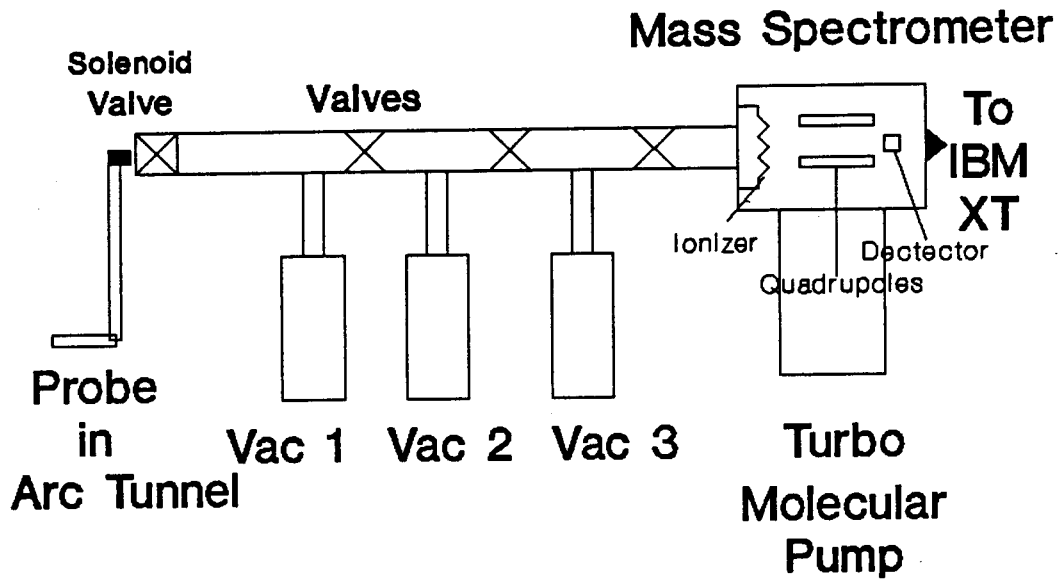 Mass Spectrometer
Solenoid
Valve
Valves
To
IBM
XT
Ionizer
Dectector
Quadrupoles
Probe
in
Arc Tunnel
Vac 1
Vac 2
Vac 3
Turbo
Molecular
Pump